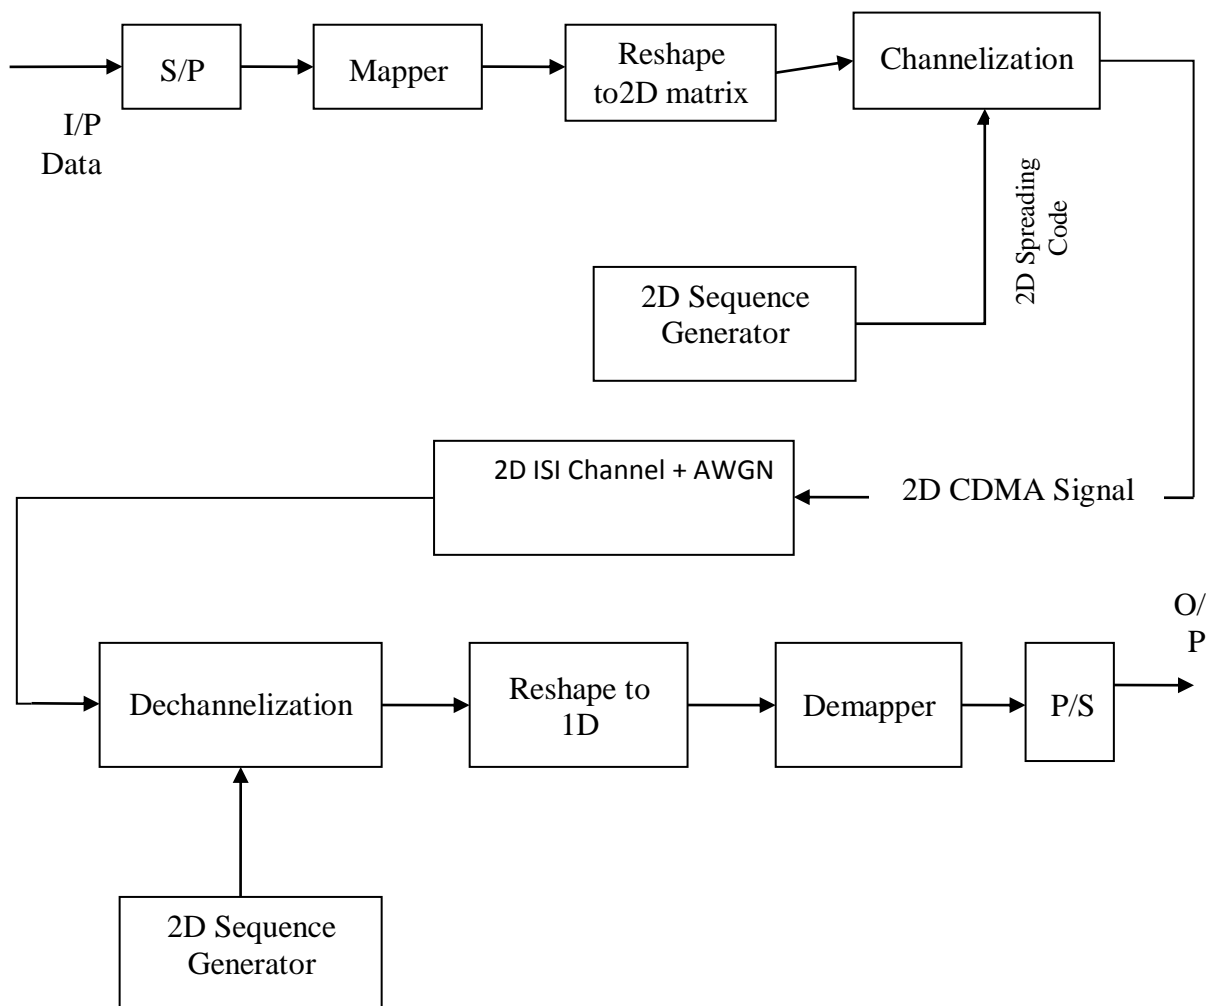 S/P
Mapper
Reshape
to2D matrix
Channelization
I/P
Data
2D Spreading
Code
2D Sequence
Generator
2D ISI Channel + AWGN
2D CDMA Signal
O/
P
Dechannelization
Reshape to
1D
Demapper
P/S
2D Sequence
Generator